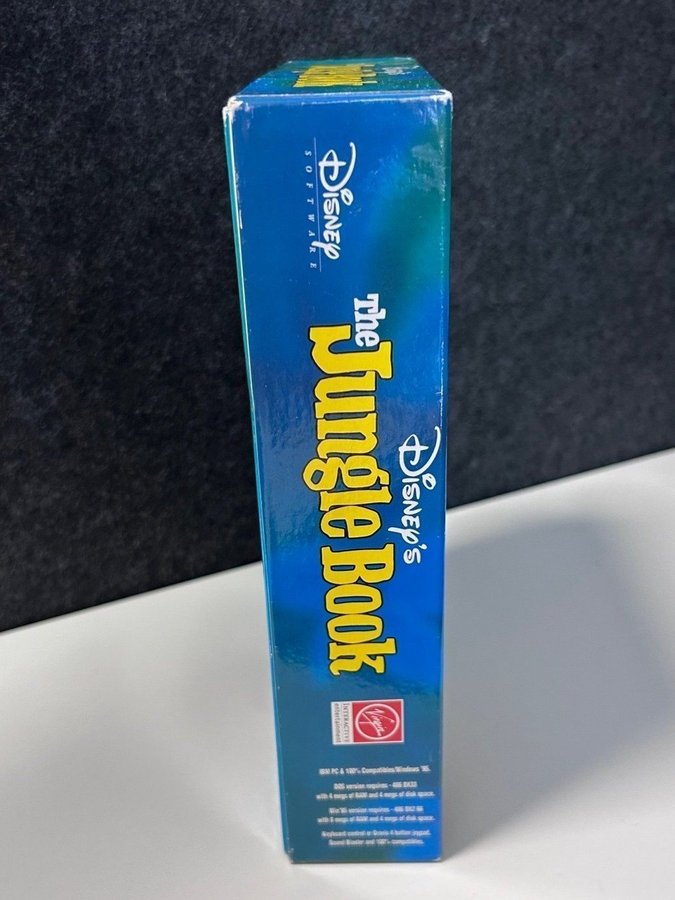 Disney
SOFTWARE
Disney's
The
Jungle Book
Virgin
INTERACTIVE
entertainment
IBM PC & 100% Compatibles/Windows '95.
DOS version requires - 486 DX33
with 4 megs of RAM and 4 megs of disk space.
Win'95 version requires - 486 DX2 66
with 8 megs of RAM and 4 megs of disk space.
Keyboard control or Gravis 4 button joypad.
Sound Blaster and 100% compatibles.